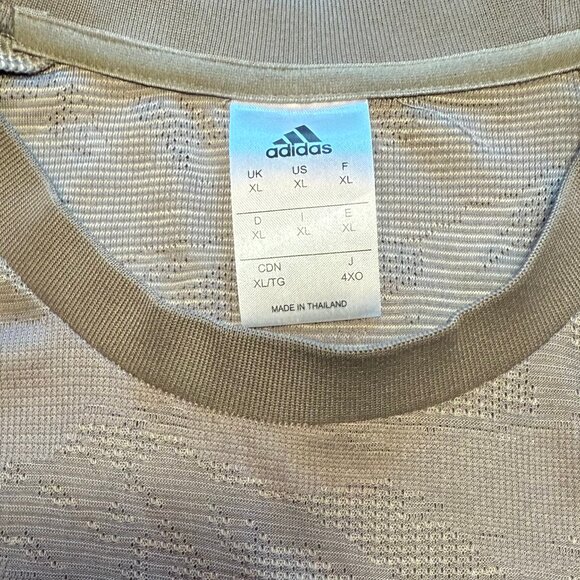 adidas
UK US F
XL XL XL
D I E
XL XL XL
CDN J
XL/TG 4XO
MADE IN THAILAND